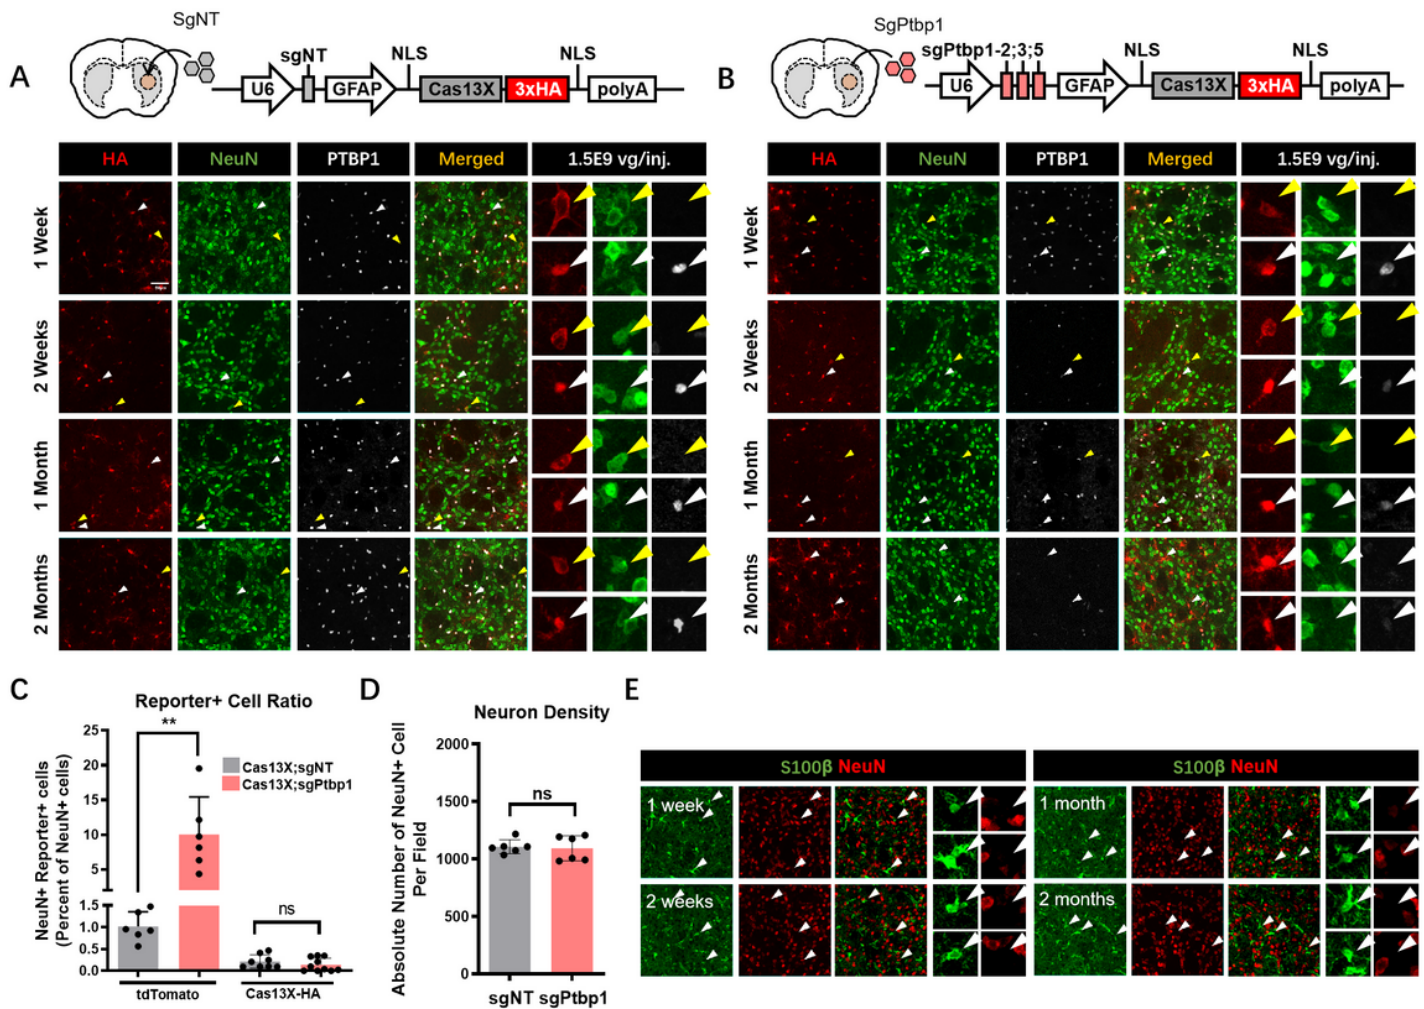 A
SgNT
sgNT
NLS
NLS
U6
GFAP
Cas13X
3xHA
polyA
HA
NeuN
PTBP1
Merged
1.5E9 vg/inj.
1 Week
2 Weeks
1 Month
2 Months
B
SgPtbp1
sgPtbp1-2;3;5
NLS
NLS
U6
GFAP
Cas13X
3xHA
polyA
HA
NeuN
PTBP1
Merged
1.5E9 vg/inj.
1 Week
2 Weeks
1 Month
2 Months
C
Reporter+ Cell Ratio
NeuN+ Reporter+ cells
(Percent of NeuN+ cells)
25
20
15
10
5
1.5
1.0
0.5
0.0
**
ns
Cas13X;sgNT
Cas13X;sgPtbp1
tdTomato
Cas13X-HA
D
Neuron Density
Absolute Number of NeuN+ Cell
Per Field
2000
1500
1000
500
0
ns
sgNT sgPtbp1
E
S100β NeuN
S100β NeuN
1 week
2 weeks
1 month
2 months